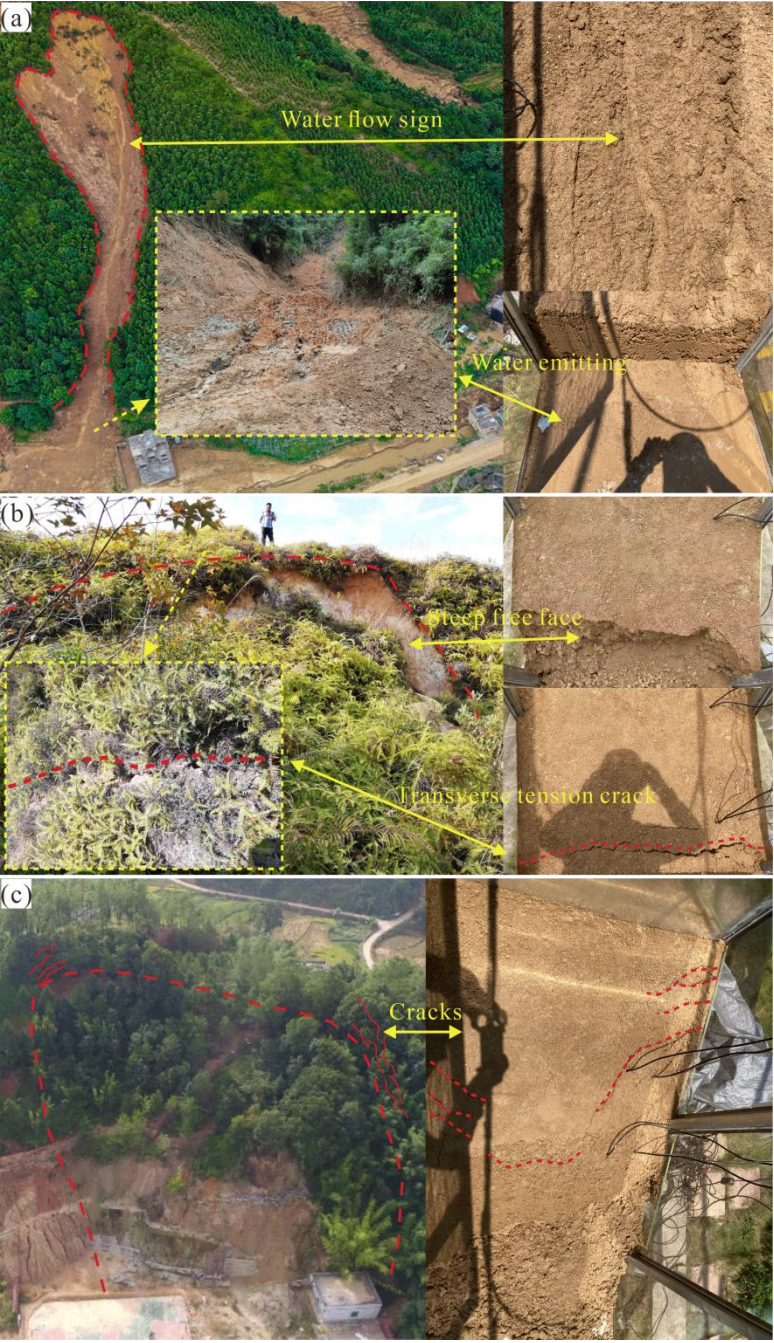 (a)
Water flow sign
Water emitting
(b)
Steep free face
Transverse tension crack
(c)
Cracks